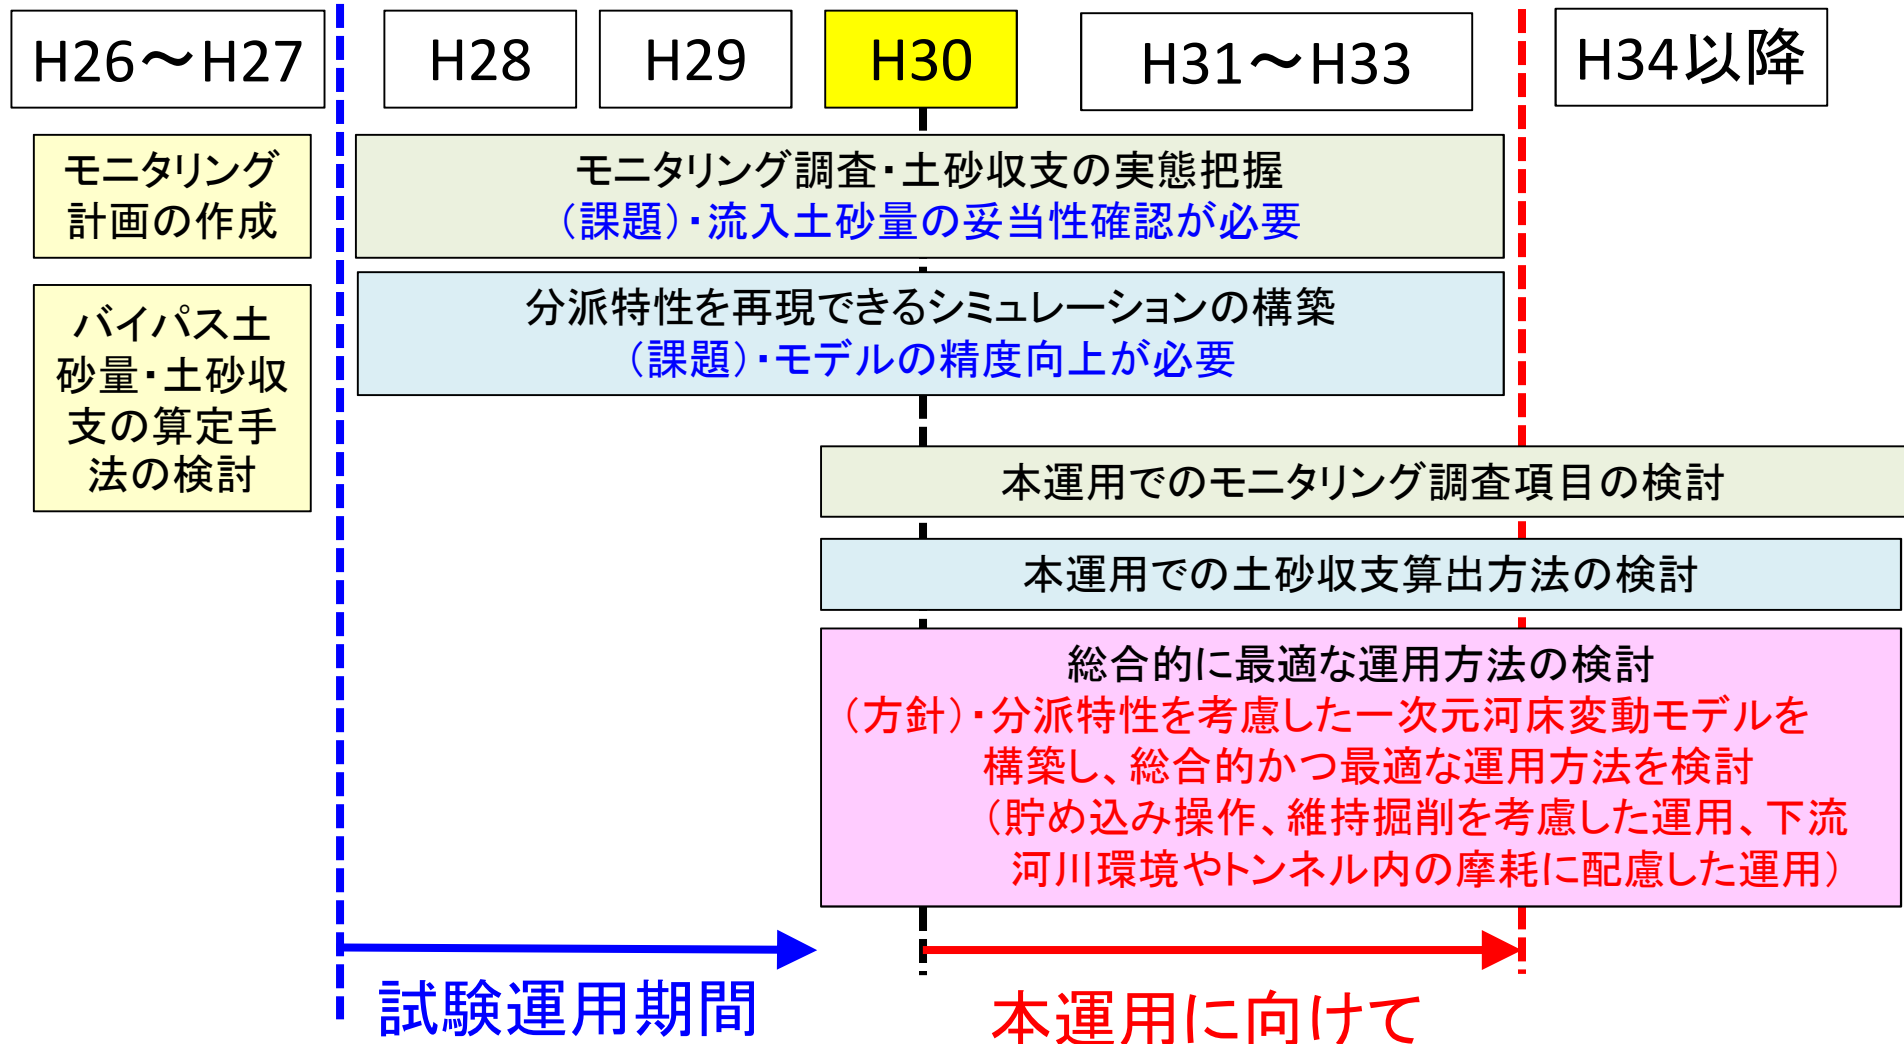 H26～H27
H28
H29
H30
H31～H33
H34以降
モニタリング
計画の作成
モニタリング調査・土砂収支の実態把握
（課題）・流入土砂量の妥当性確認が必要
バイパス土
砂量・土砂収
支の算定手
法の検討
分派特性を再現できるシミュレーションの構築
（課題）・モデルの精度向上が必要
本運用でのモニタリング調査項目の検討
本運用での土砂収支算出方法の検討
総合的に最適な運用方法の検討
（方針）・分派特性を考慮した一次元河床変動モデルを
構築し、総合的かつ最適な運用方法を検討
（貯め込み操作、維持掘削を考慮した運用、下流
河川環境やトンネル内の摩耗に配慮した運用）
試験運用期間
本運用に向けて